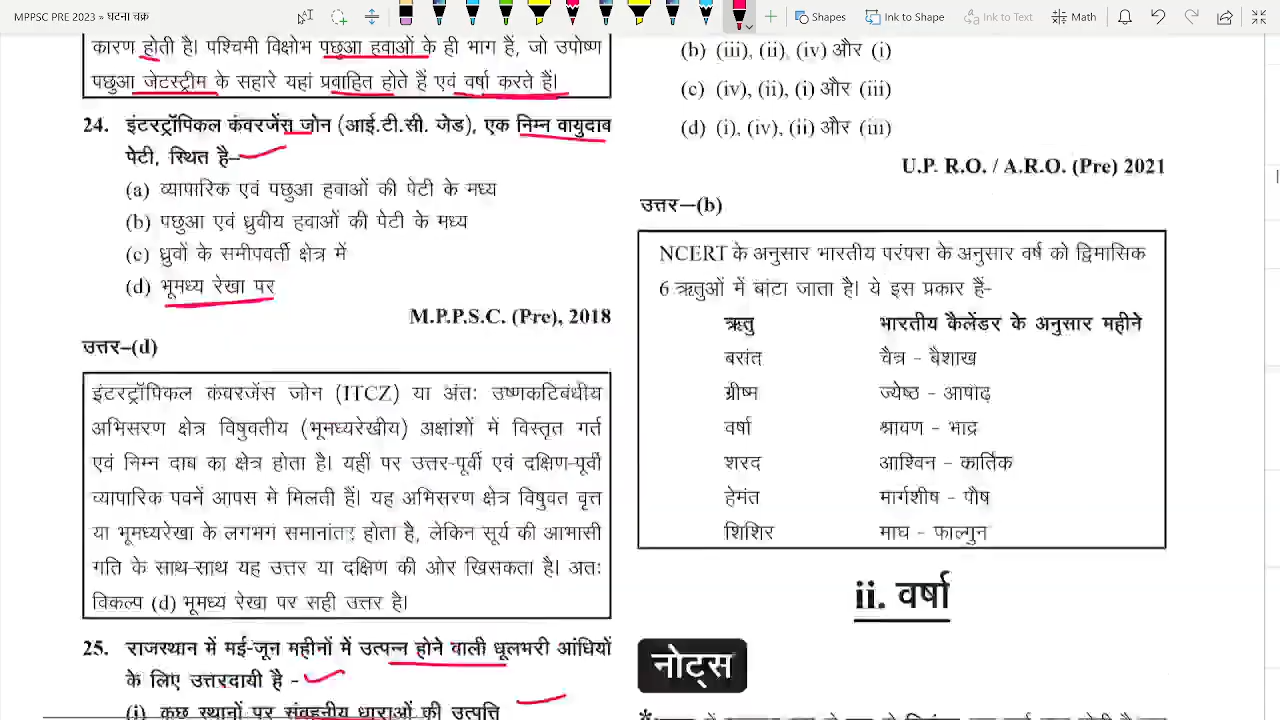 MPPSC PRE 2023 » घटना चक्र
Shapes
Ink to Shape
Ink to Text
Math
कारण होती है। पश्चिमी विक्षोभ पछुआ हवाओं के ही भाग हैं, जो उपोष्ण
पछुआ जेटस्ट्रीम के सहारे यहां प्रवाहित होते हैं एवं वर्षा करते हैं।
24. इंटरट्रॉपिकल कंवरजेंस जोन (आई.टी.सी. जेड), एक निम्न वायुदाब
पेटी, स्थित है–
(a) व्यापारिक एवं पछुआ हवाओं की पेटी के मध्य
(b) पछुआ एवं ध्रुवीय हवाओं की पेटी के मध्य
(c) ध्रुवों के समीपवर्ती क्षेत्र में
(d) भूमध्य रेखा पर
M.P.P.S.C. (Pre), 2018
उत्तर–(d)
इंटरट्रॉपिकल कंवरजेंस जोन (ITCZ) या अंतः उष्णकटिबंधीय
अभिसरण क्षेत्र विषुवतीय (भूमध्यरेखीय) अक्षांशों में विस्तृत गर्त
एवं निम्न दाब का क्षेत्र होता है। यहीं पर उत्तर-पूर्वी एवं दक्षिण-पूर्वी
व्यापारिक पवनें आपस मे मिलती हैं। यह अभिसरण क्षेत्र विषुवत वृत्त
या भूमध्यरेखा के लगभग समानांतर होता है, लेकिन सूर्य की आभासी
गति के साथ-साथ यह उत्तर या दक्षिण की ओर खिसकता है। अतः
विकल्प (d) भूमध्य रेखा पर सही उत्तर है।
25. राजस्थान में मई-जून महीनों में उत्पन्न होने वाली धूलभरी आंधियों
के लिए उत्तरदायी है -
(i) कुछ स्थानों पर संवहनीय धाराओं की उत्पत्ति
(b) (iii), (ii), (iv) और (i)
(c) (iv), (ii), (i) और (iii)
(d) (i), (iv), (ii) और (iii)
U.P. R.O. / A.R.O. (Pre) 2021
उत्तर—(b)
NCERT के अनुसार भारतीय परंपरा के अनुसार वर्ष को द्विमासिक
6 ऋतुओं में बांटा जाता है। ये इस प्रकार हैं-
ऋतु भारतीय कैलेंडर के अनुसार महीने
बसंत चैत्र - बैशाख
ग्रीष्म ज्येष्ठ - आषाढ़
वर्षा श्रावण - भाद्र
शरद आश्विन - कार्तिक
हेमंत मार्गशीष - पौष
शिशिर माघ - फाल्गुन
ii. वर्षा
नोट्स